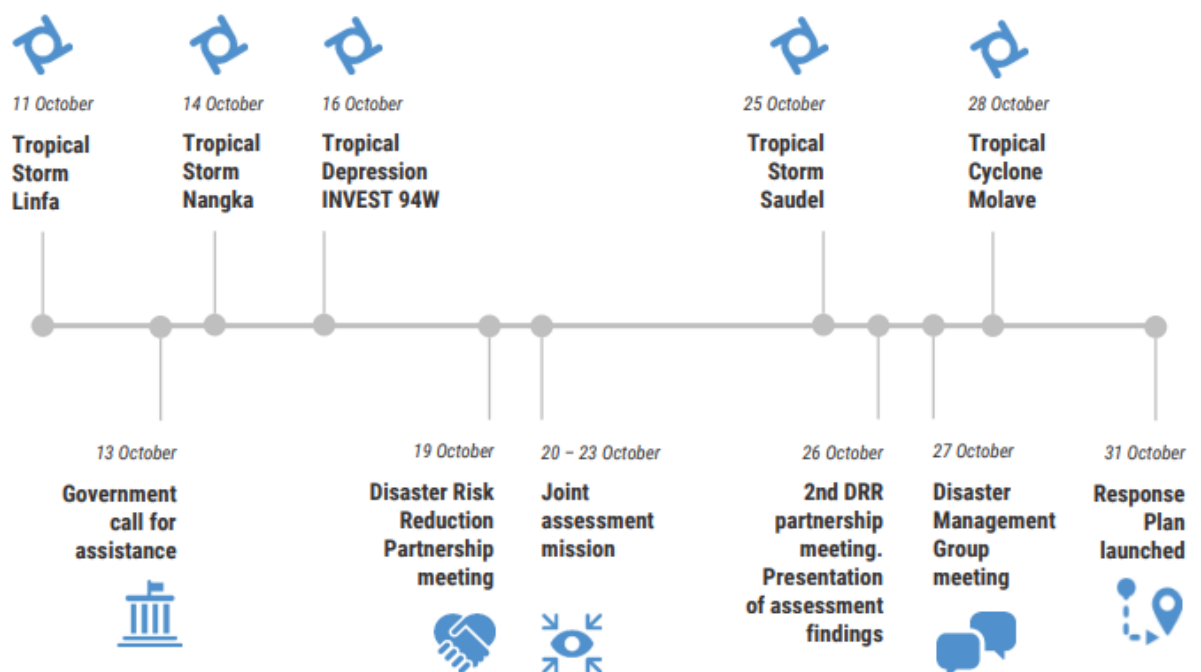 11 October
Tropical
Storm
Linfa
14 October
Tropical
Storm
Nangka
16 October
Tropical
Depression
INVEST 94W
25 October
Tropical
Storm
Saudel
28 October
Tropical
Cyclone
Molave
13 October
Government
call for
assistance
19 October
Disaster Risk
Reduction
Partnership
meeting
20 – 23 October
Joint
assessment
mission
26 October
2nd DRR
partnership
meeting.
Presentation
of assessment
findings
27 October
Disaster
Management
Group
meeting
31 October
Response
Plan
launched